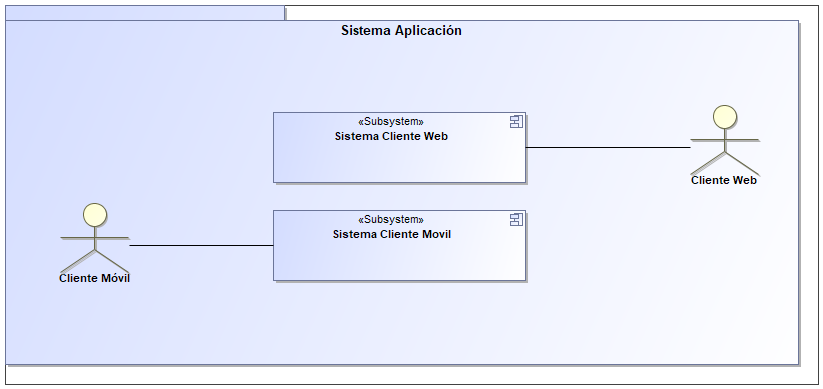 Sistema Aplicación
«Subsystem»
Sistema Cliente Web
Cliente Web
«Subsystem»
Sistema Cliente Movil
Cliente Móvil